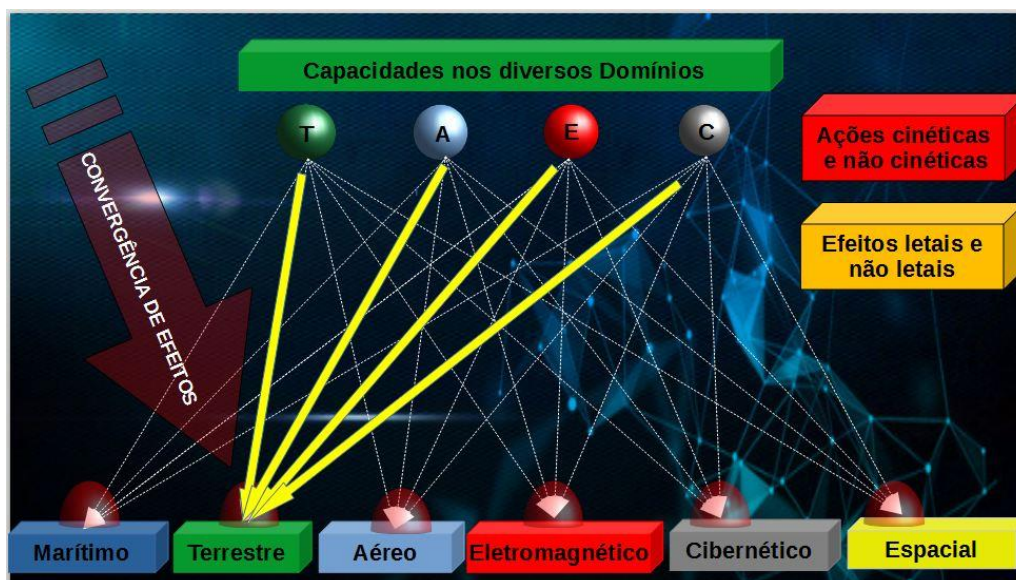 Capacidades nos diversos Domínios
T A E C
Ações cinéticas
e não cinéticas
Efeitos letais e
não letais
CONVERGÊNCIA DE EFEITOS
Marítimo
Terrestre
Aéreo
Eletromagnético
Cibernético
Espacial